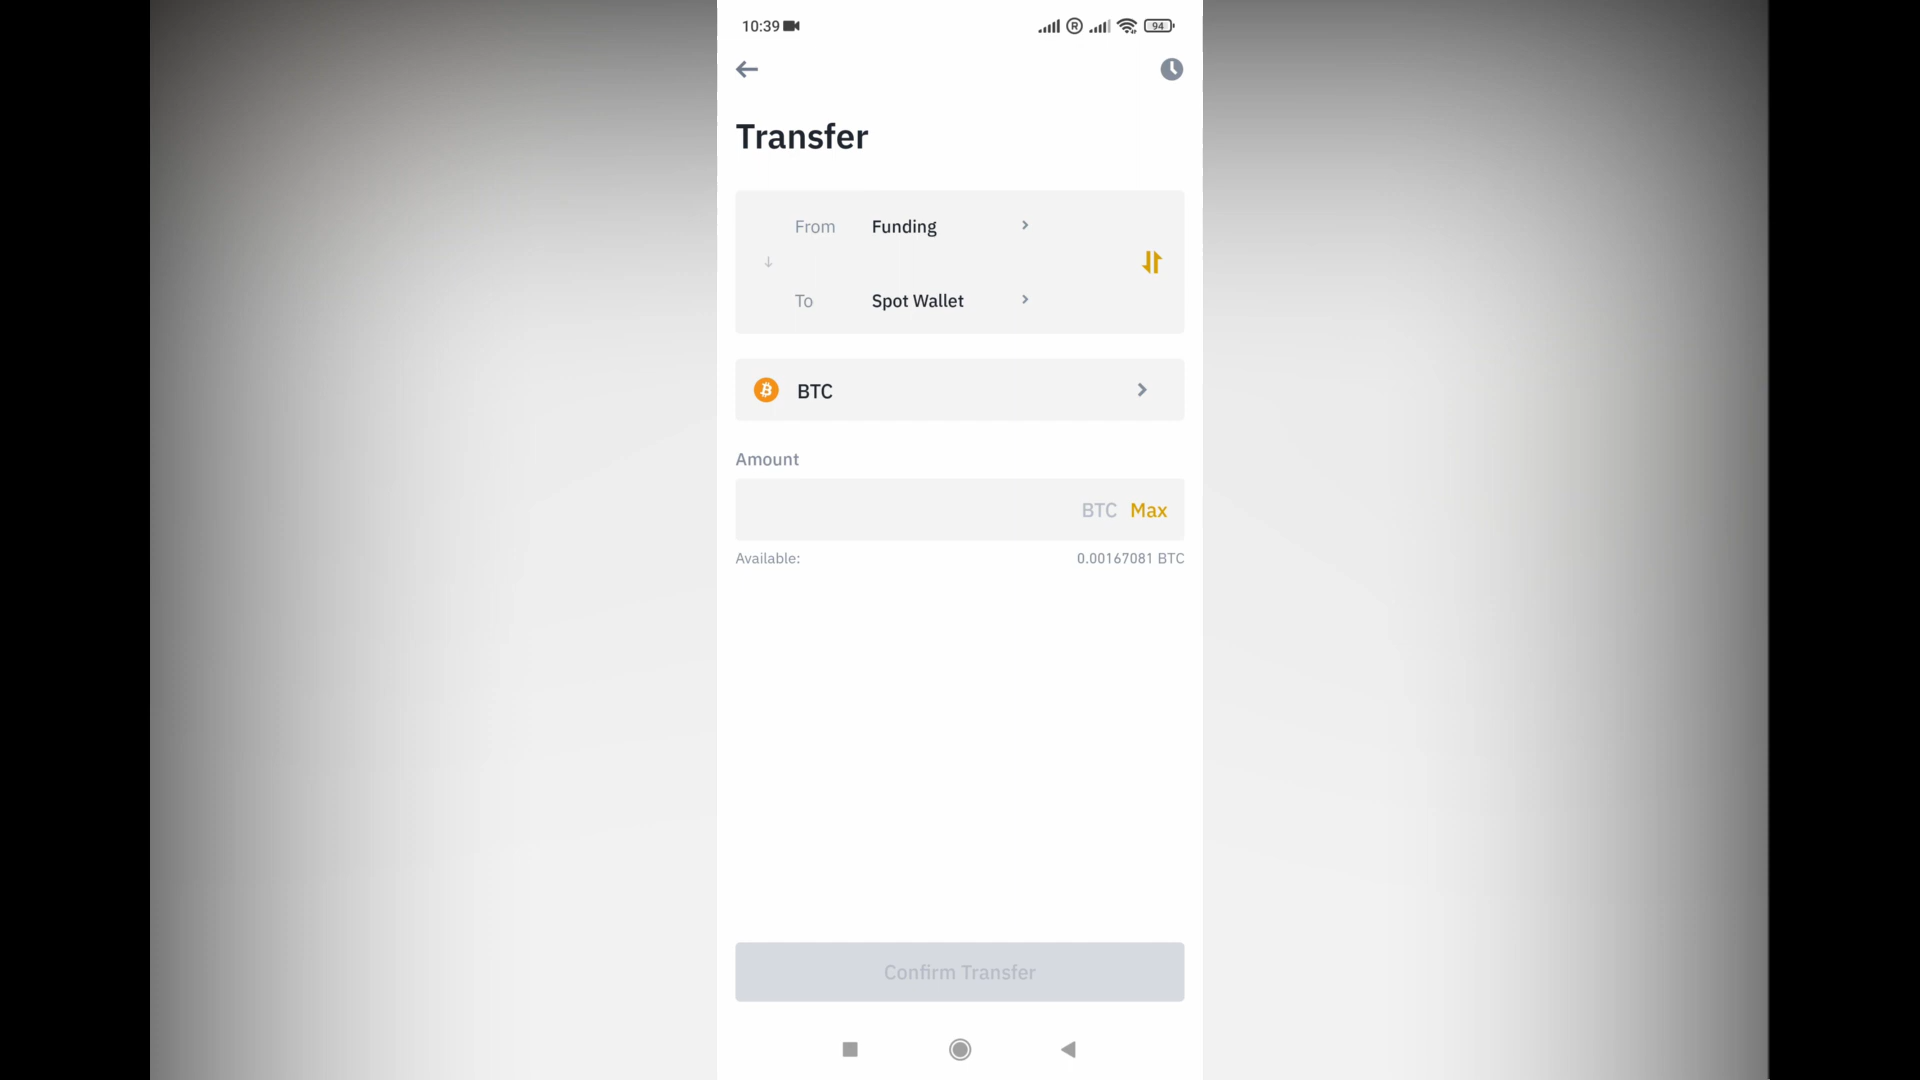 10:39
R
94
Transfer
From Funding
To Spot Wallet
BTC
Amount
BTC Max
Available: 0.00167081 BTC
Confirm Transfer